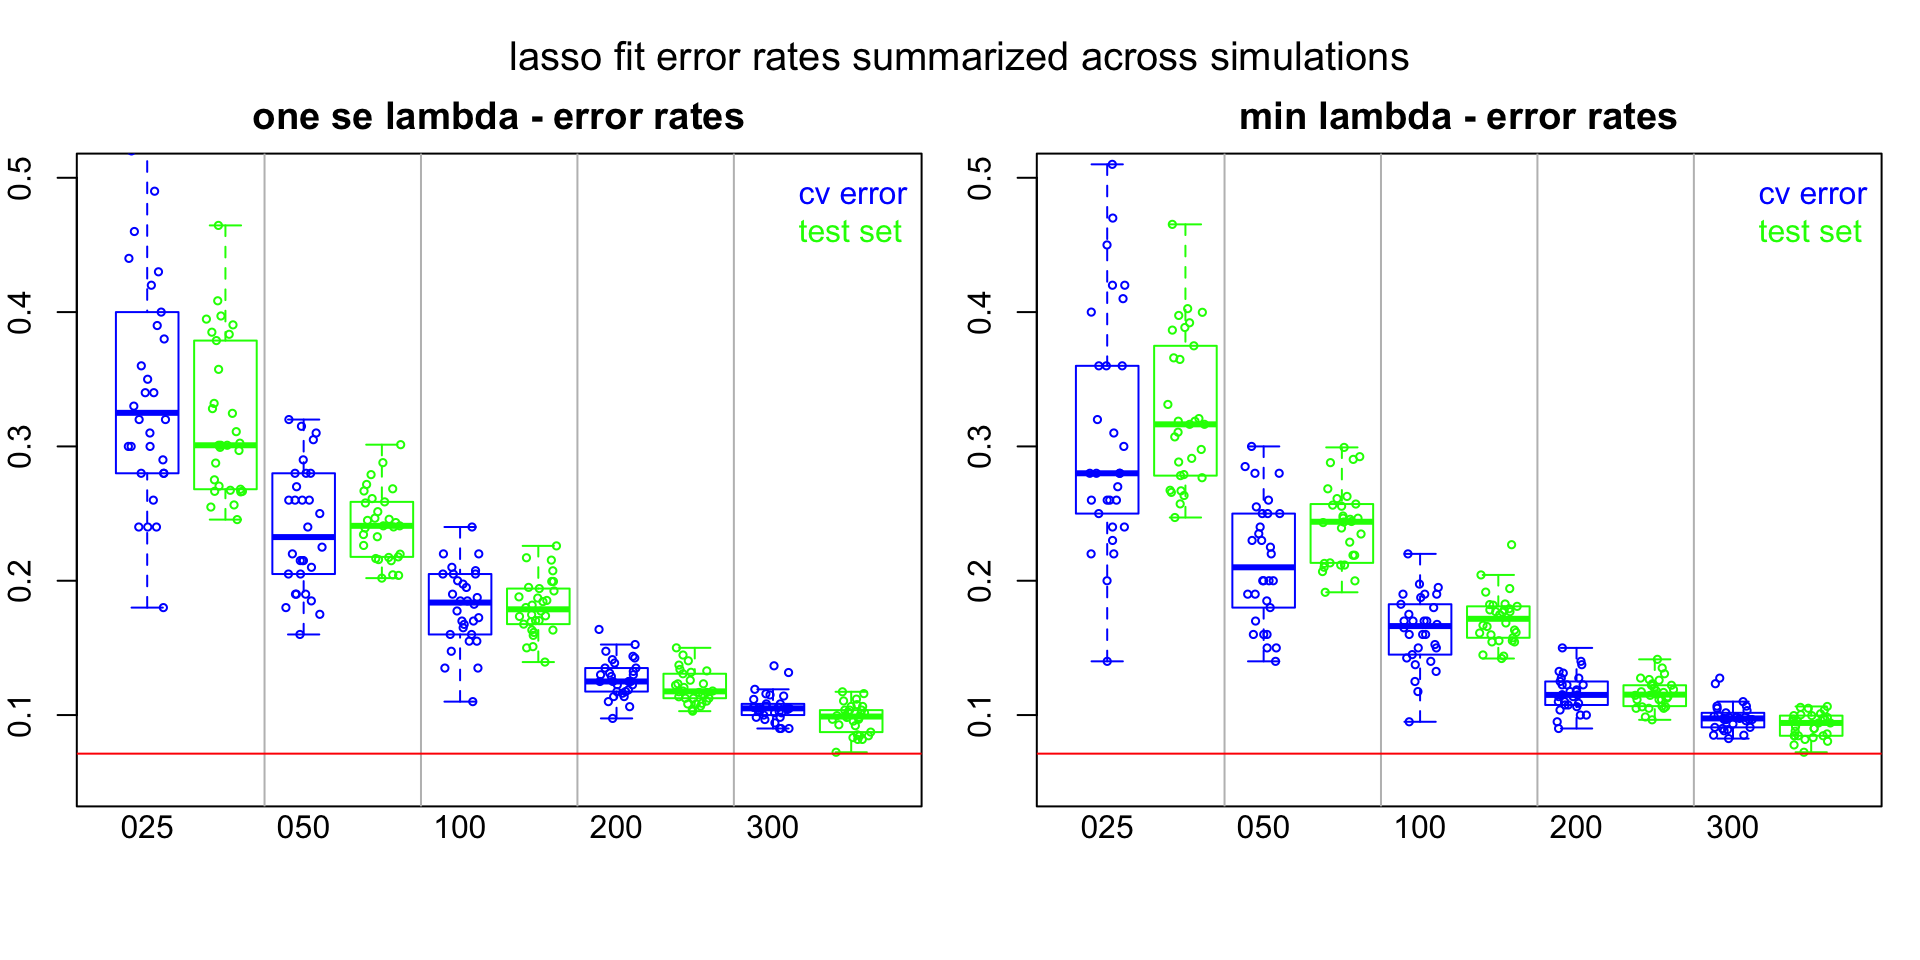 lasso fit error rates summarized across simulations
one se lambda - error rates
0.5
0.4
0.3
0.2
0.1
cv error
test set
025 050 100 200 300
min lambda - error rates
0.5
0.4
0.3
0.2
0.1
cv error
test set
025 050 100 200 300